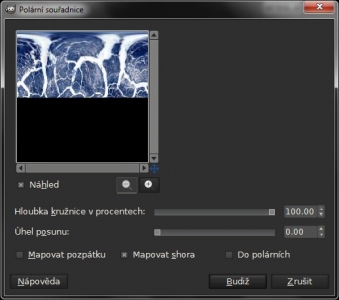 Polární souřadnice
Náhled
Hloubka kružnice v procentech: 100.00
Úhel posunu: 0.00
Mapovat pozpátku Mapovat shora Do polárních
Nápověda Budiž Zrušit